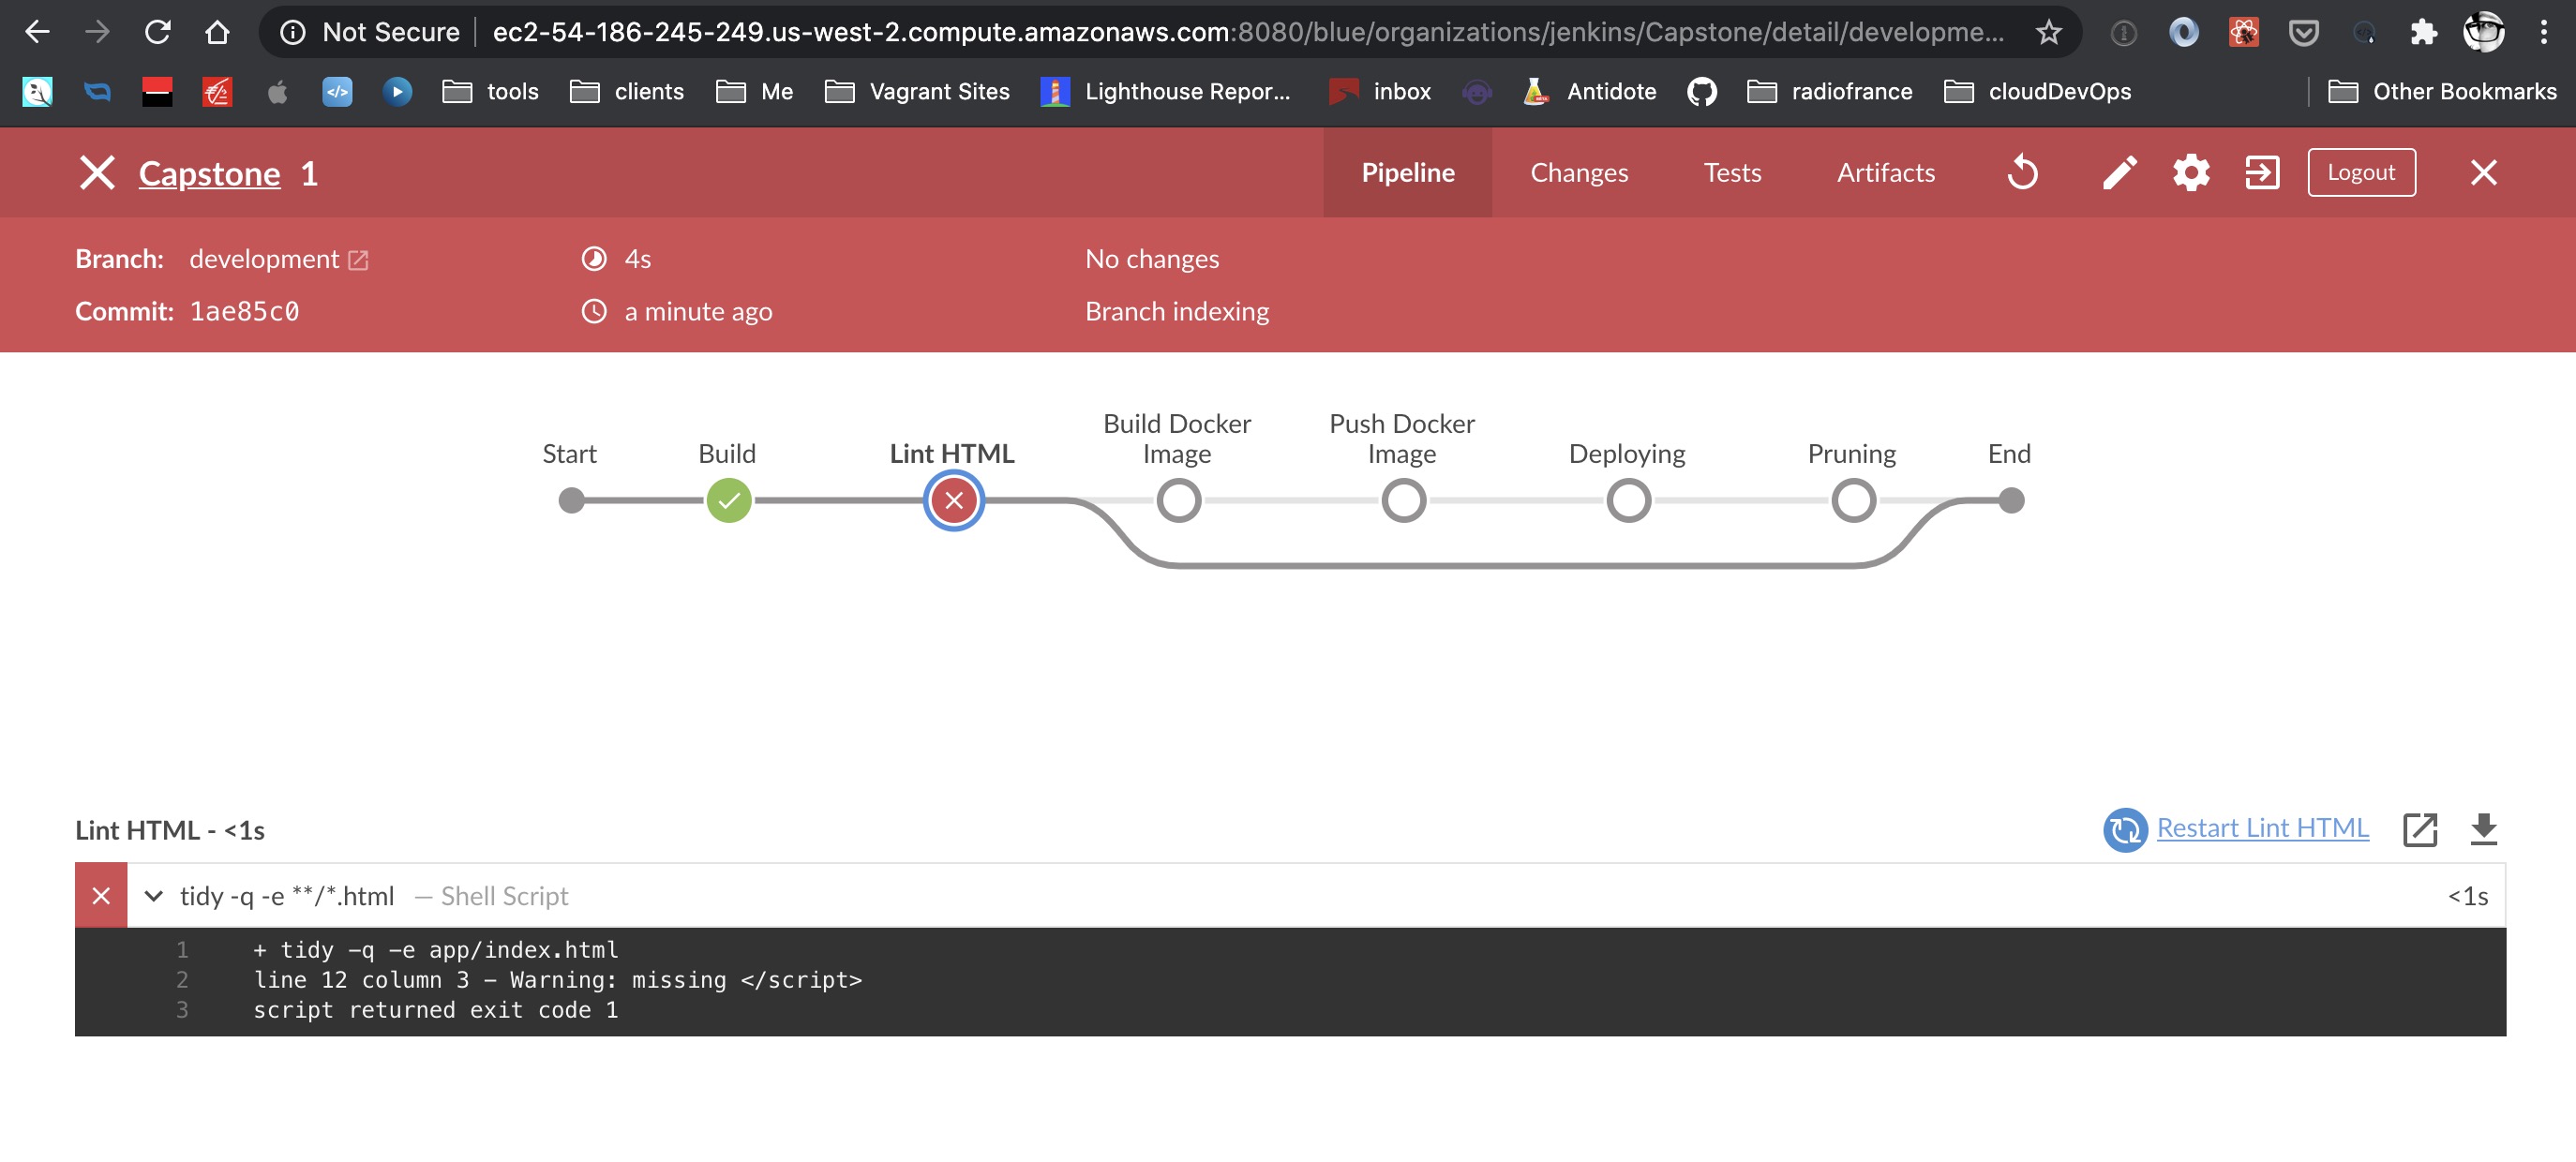 Not Secure ec2-54-186-245-249.us-west-2.compute.amazonaws.com:8080/blue/organizations/jenkins/Capstone/detail/developme...
tools clients Me Vagrant Sites Lighthouse Repor... inbox Antidote radiofrance cloudDevOps Other Bookmarks
Capstone 1 Pipeline Changes Tests Artifacts Logout
Branch: development 4s No changes
Commit: 1ae85c0 a minute ago Branch indexing
Start Build Lint HTML Build Docker Image Push Docker Image Deploying Pruning End
Lint HTML - <1s Restart Lint HTML
tidy -q -e **/*.html — Shell Script <1s
1 + tidy -q -e app/index.html
2 line 12 column 3 - Warning: missing </script>
3 script returned exit code 1